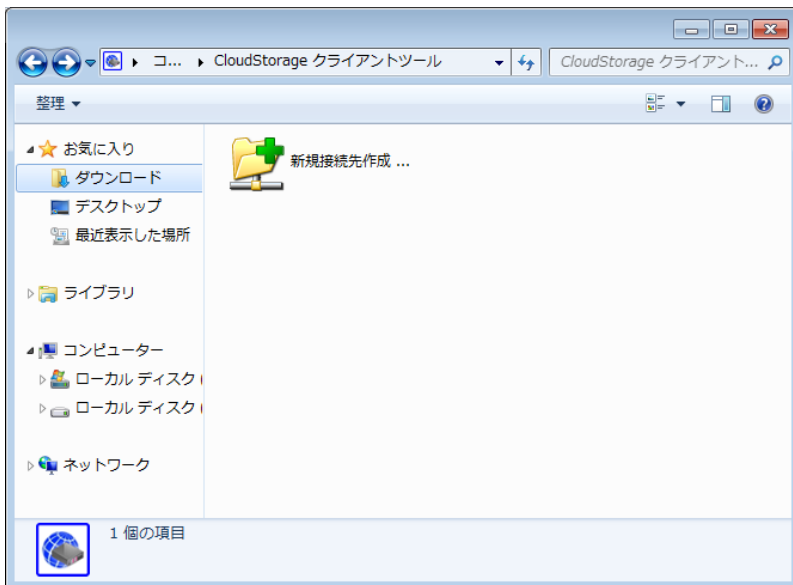 コ... CloudStorage クライアントツール CloudStorage クライアント...
整理
お気に入り
ダウンロード
デスクトップ
最近表示した場所
ライブラリ
コンピューター
ローカル ディスク (
ローカル ディスク (
ネットワーク
新規接続先作成 ...
1 個の項目